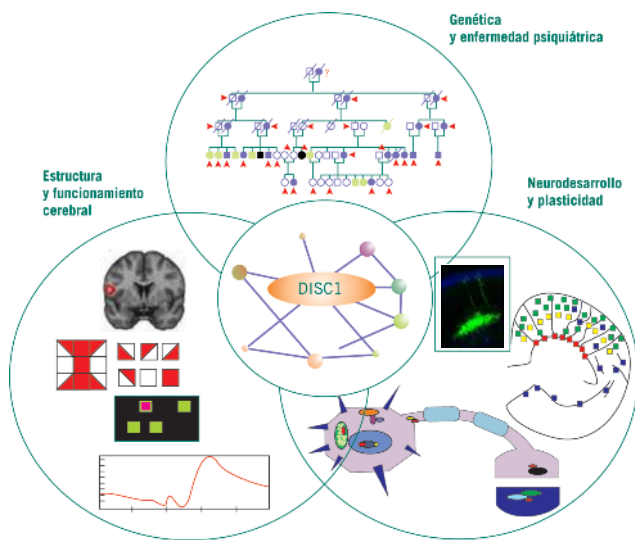 Genética
y enfermedad psiquiátrica
?
Estructura
y funcionamiento
cerebral
Neurodesarrollo
y plasticidad
DISC1